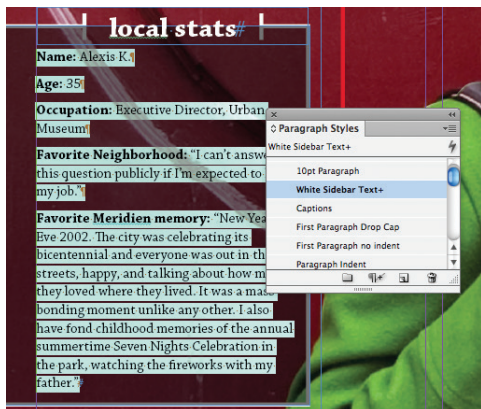 local stats#
Name: Alexis K.¶
Age: 35¶
Occupation: Executive Director, Urban
Museum¶
Favorite Neighborhood: “I can’t answ
this question publicly if I’m expected to
my job.”¶
Favorite Meridien memory: “New Yea
Eve 2002. The city was celebrating its
bicentennial and everyone was out in th
streets, happy, and talking about how m
they loved where they lived. It was a mass
bonding moment unlike any other. I also
have fond childhood memories of the annual
summertime Seven Nights Celebration in
the park, watching the fireworks with my
father.”#
Paragraph Styles
White Sidebar Text+
10pt Paragraph
White Sidebar Text+
Captions
First Paragraph Drop Cap
First Paragraph no indent
Paragraph Indent